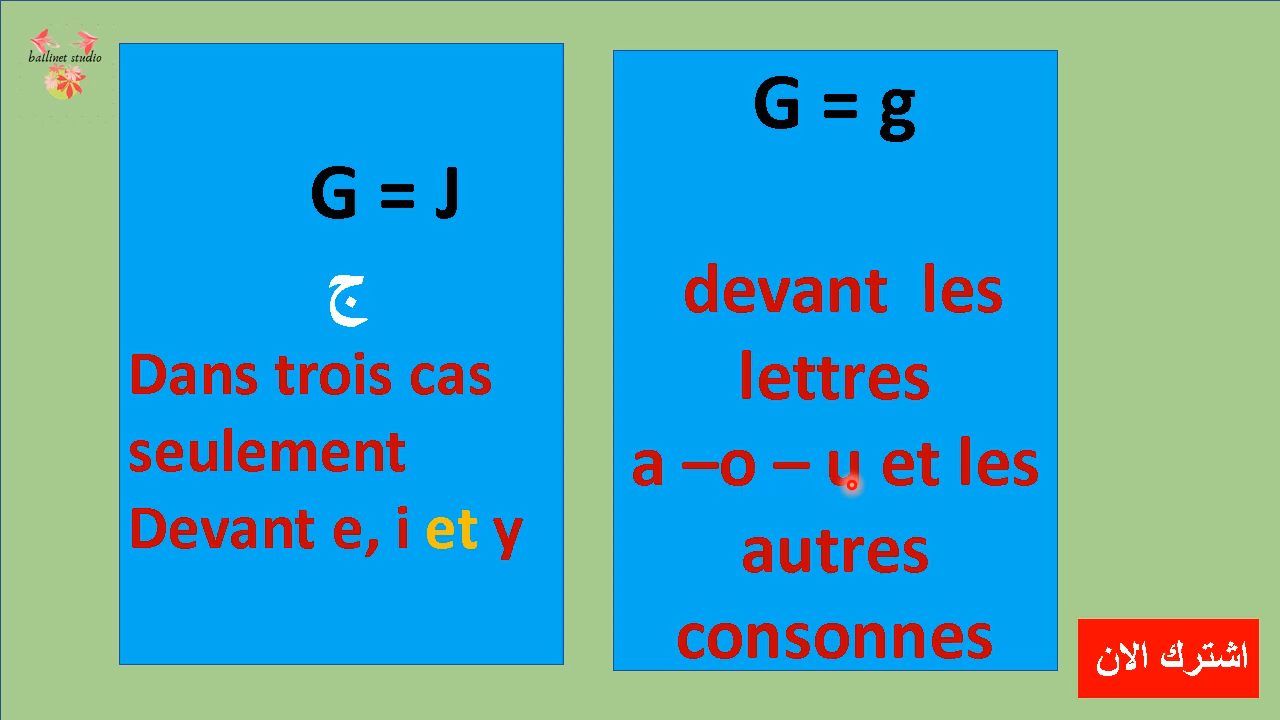 ballinet studio
G = J
ج
Dans trois cas
seulement
Devant e, i et y
G = g
devant les
lettres
a –o – u et les
autres
consonnes
اشترك الان